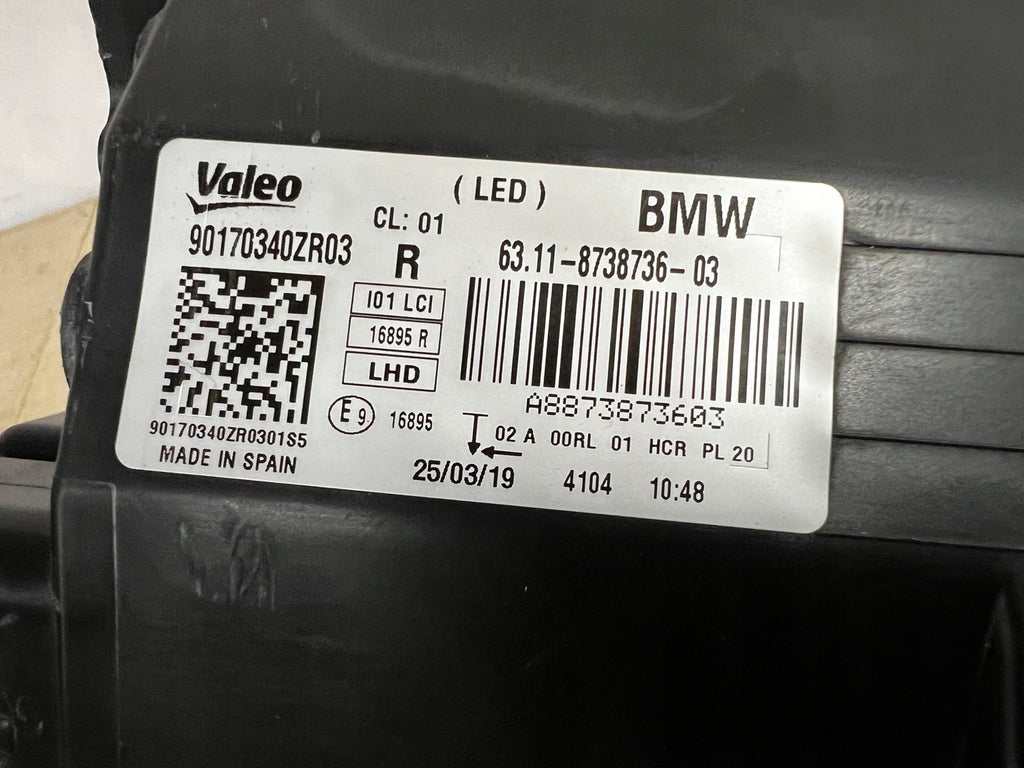 Valeo
( LED )
BMW
CL: 01
90170340ZR03
R
63.11-8738736-03
I01 LCI
16895 R
LHD
A8873873603
E9
16895
02 A 00RL 01 HCR PL 20
90170340ZR0301S5
MADE IN SPAIN
25/03/19
4104
10:48